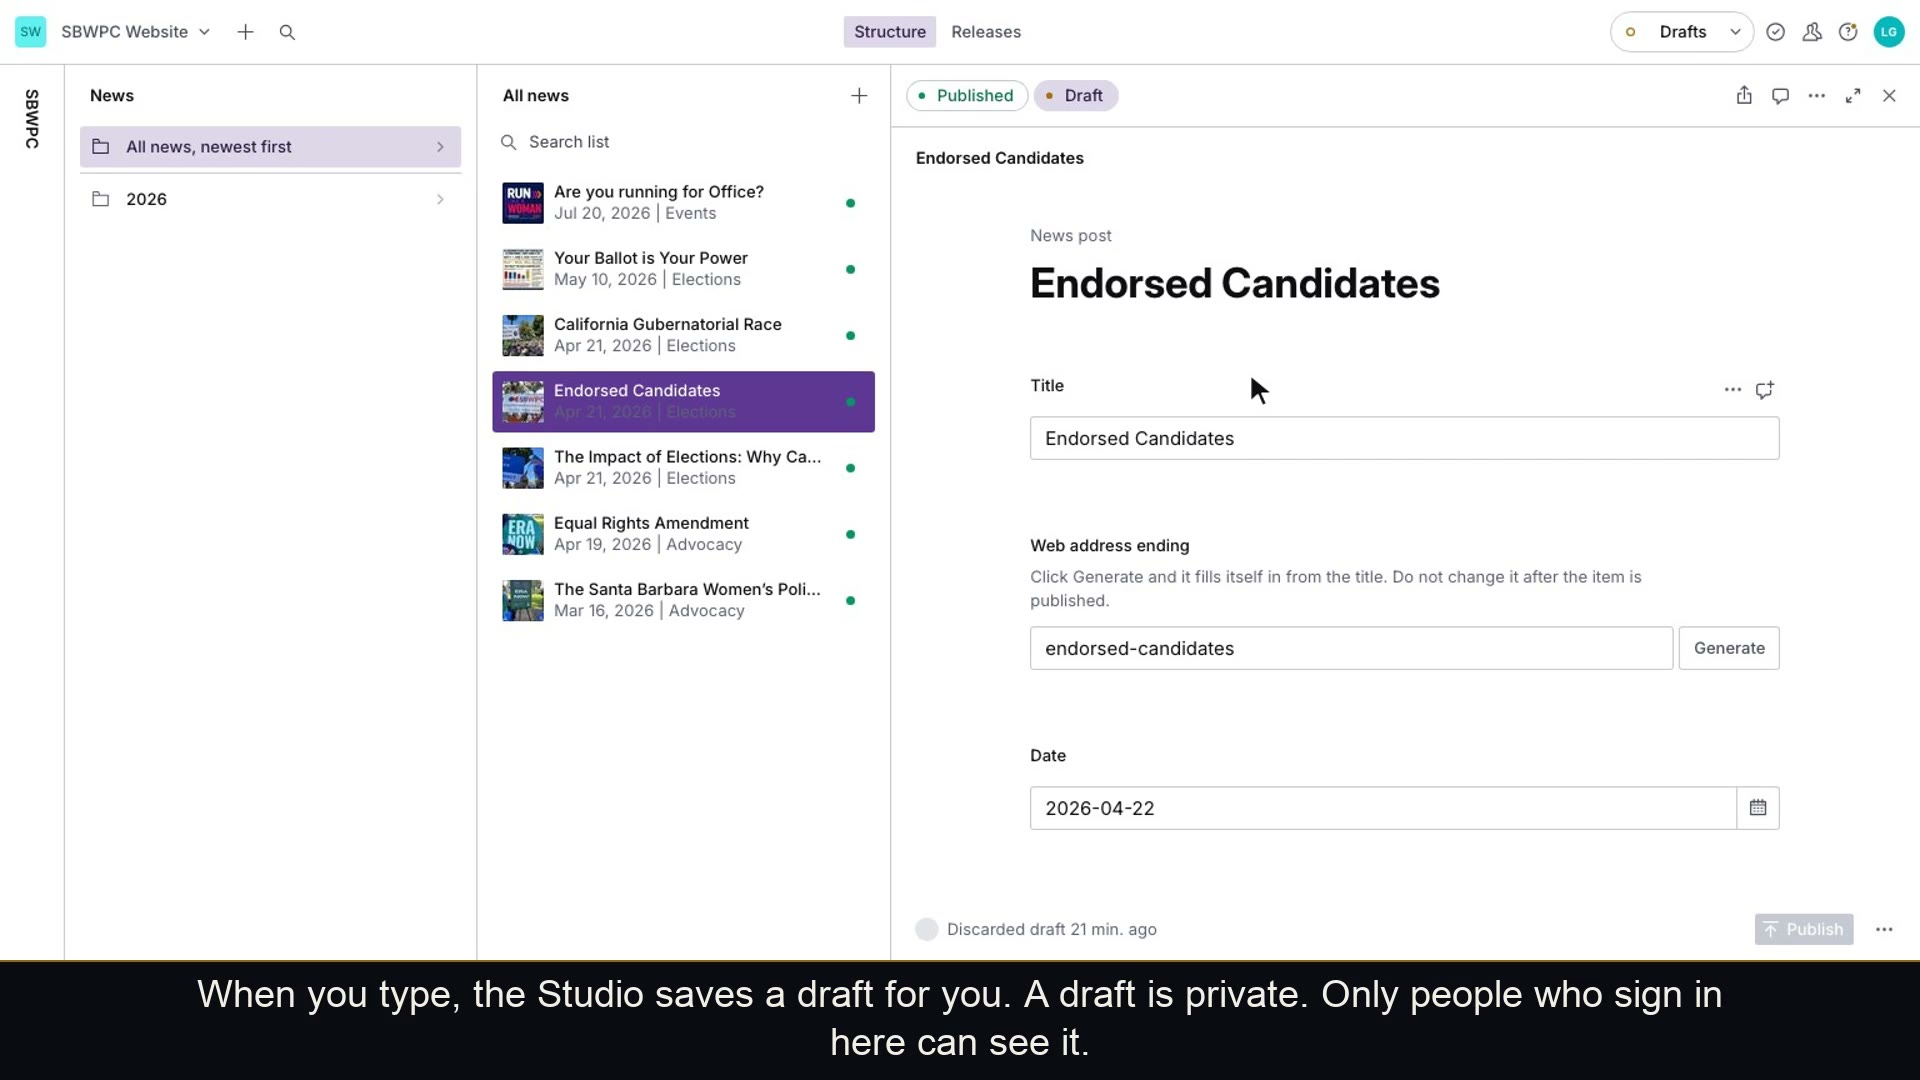 SW
SBWPC Website
Structure
Releases
Drafts
LG
SBWPC
News
All news, newest first
2026
All news
Search list
Are you running for Office?
Jul 20, 2026 | Events
Your Ballot is Your Power
May 10, 2026 | Elections
California Gubernatorial Race
Apr 21, 2026 | Elections
Endorsed Candidates
Apr 21, 2026 | Elections
The Impact of Elections: Why Ca...
Apr 21, 2026 | Elections
ERA
NOW
Equal Rights Amendment
Apr 19, 2026 | Advocacy
The Santa Barbara Women’s Poli...
Mar 16, 2026 | Advocacy
Published
Draft
Endorsed Candidates
News post
Endorsed Candidates
Title
Endorsed Candidates
Web address ending
Click Generate and it fills itself in from the title. Do not change it after the item is
published.
endorsed-candidates
Generate
Date
2026-04-22
Discarded draft 21 min. ago
Publish
When you type, the Studio saves a draft for you. A draft is private. Only people who sign in
here can see it.